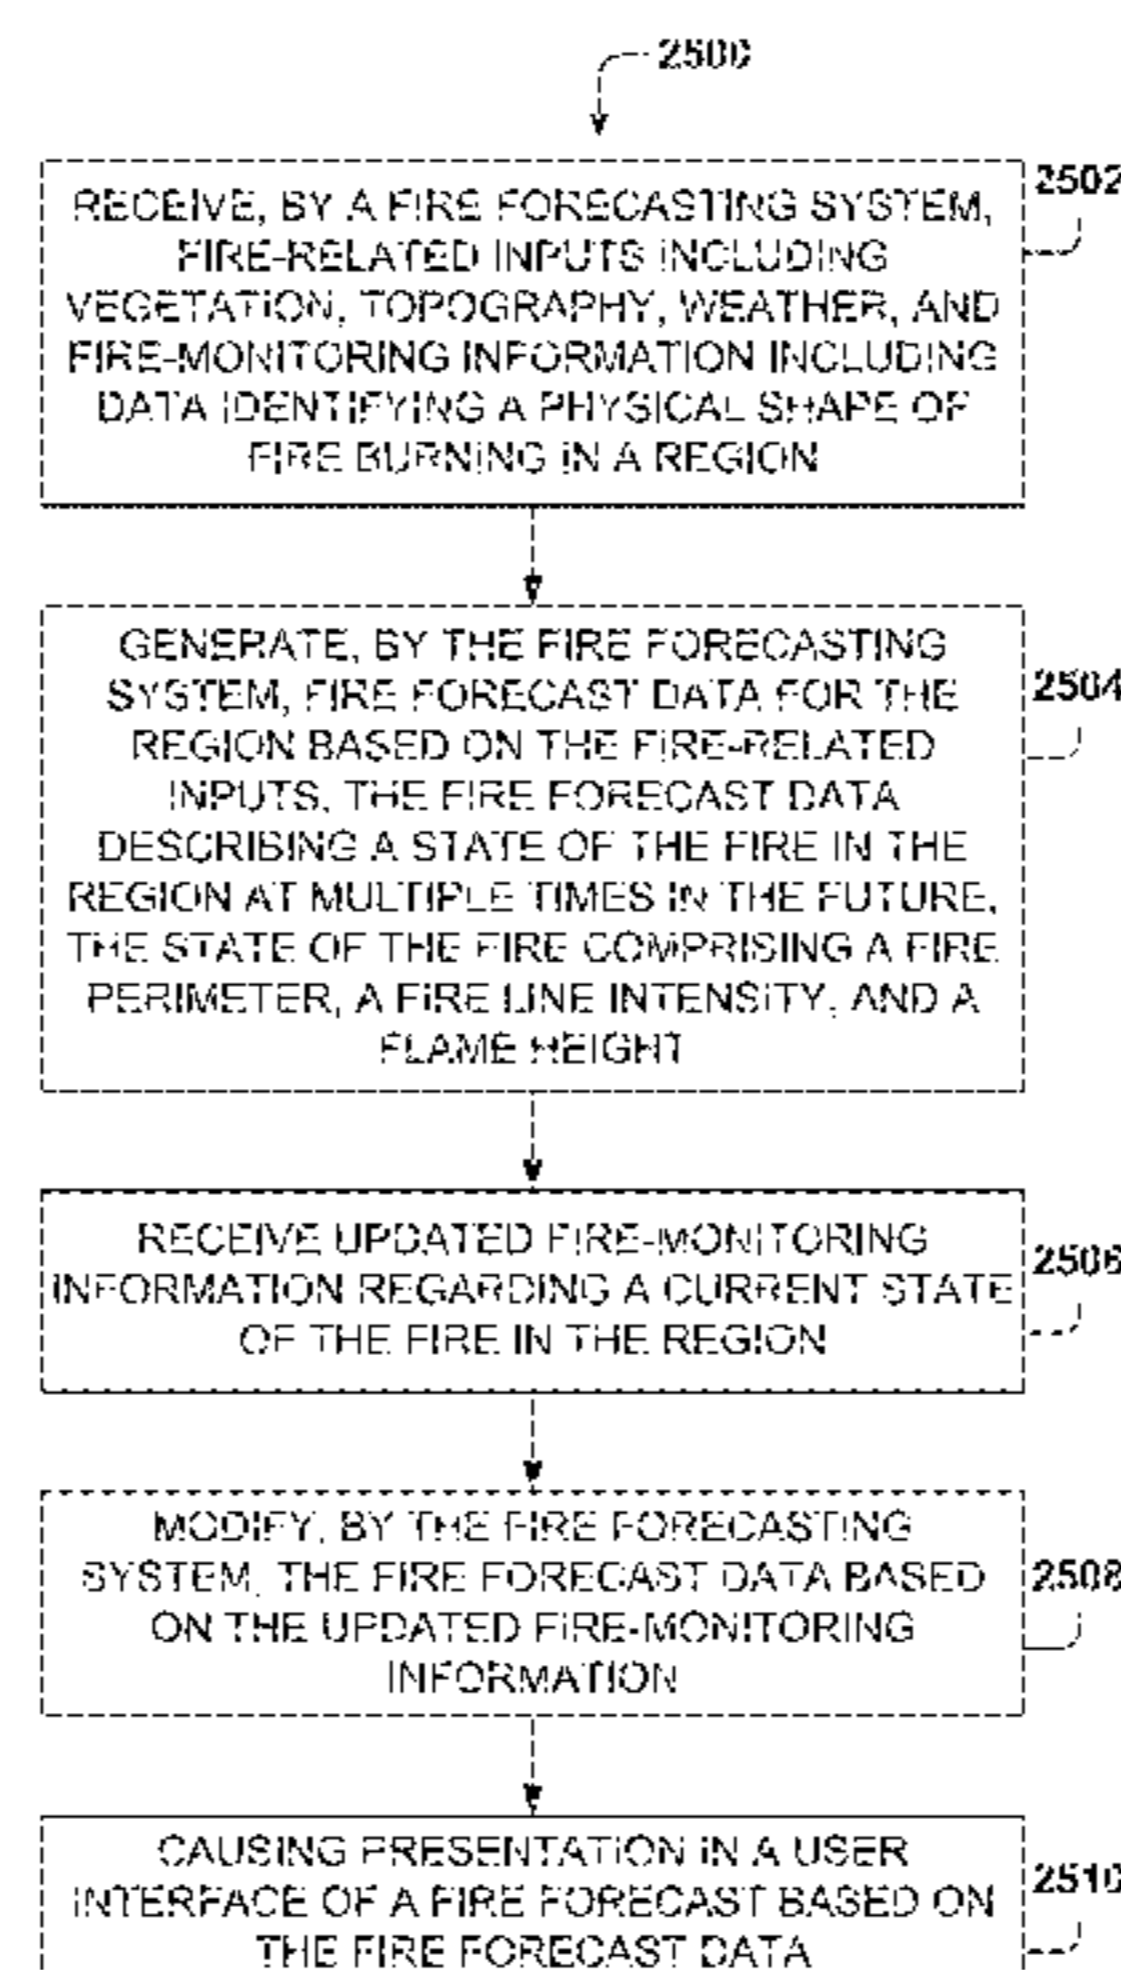 2500
RECEIVE, BY A FIRE FORECASTING SYSTEM,
2502
FIRE-RELATED INPUTS INCLUDING
VEGETATION, TOPOGRAPHY, WEATHER, AND
FIRE-MONITORING INFORMATION INCLUDING
DATA IDENTIFYING A PHYSICAL SHAPE OF
FIRE BURNING IN A REGION
GENERATE, BY THE FIRE FORECASTING
SYSTEM, FIRE FORECAST DATA FOR THE
2504
REGION BASED ON THE FIRE-RELATED
INPUTS, THE FIRE FORECAST DATA
DESCRIBING A STATE OF THE FIRE IN THE
REGION AT MULTIPLE TIMES IN THE FUTURE,
THE STATE OF THE FIRE COMPRISING A FIRE
PERIMETER, A FIRE LINE INTENSITY, AND A
FLAME HEIGHT
RECEIVE UPDATED FIRE-MONITORING
2506
INFORMATION REGARDING A CURRENT STATE
OF THE FIRE IN THE REGION
MODIFY, BY THE FIRE FORECASTING
SYSTEM, THE FIRE FORECAST DATA BASED
2508
ON THE UPDATED FIRE-MONITORING
INFORMATION
CAUSING PRESENTATION IN A USER
2510
INTERFACE OF A FIRE FORECAST BASED ON
THE FIRE FORECAST DATA